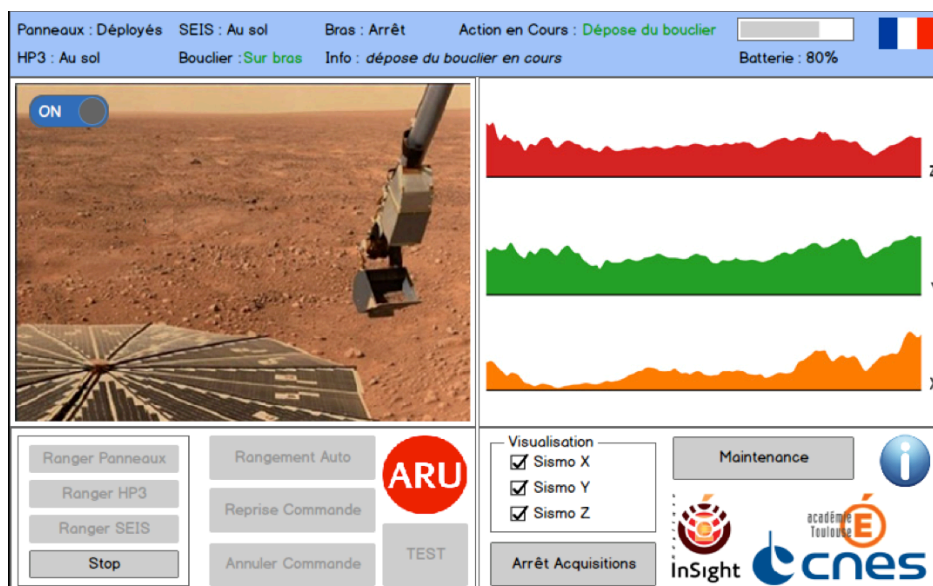 Panneaux : Déployés SEIS : Au sol Bras : Arrêt Action en Cours : Dépose du bouclier
HP3 : Au sol Bouclier :Sur bras Info : dépose du bouclier en cours Batterie : 80%
ON
Z
X
Ranger Panneaux
Ranger HP3
Ranger SEIS
Stop
Rangement Auto
Reprise Commande
Annuler Commande
ARU
TEST
Visualisation
Sismo X
Sismo Y
Sismo Z
Arrêt Acquisitions
Maintenance
i
InSight
académie
Toulouse
É
cnes